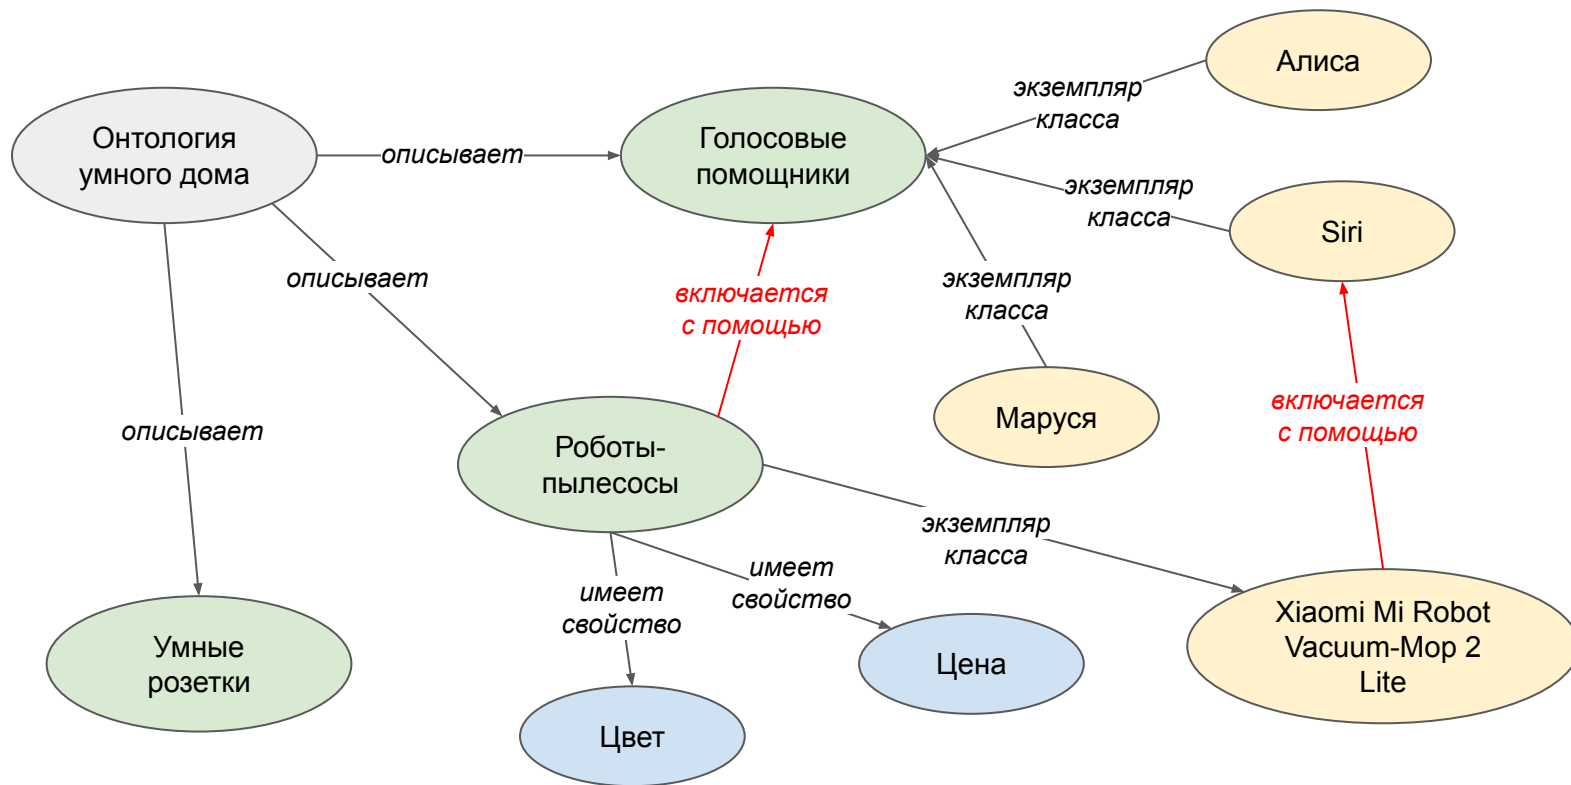 Алиса
экземпляр
класса
Онтология
умного дома
описывает
Голосовые
помощники
экземпляр
класса
Siri
описывает
включается
с помощью
экземпляр
класса
Маруся
включается
с помощью
описывает
Роботы-
пылесосы
экземпляр
класса
имеет
свойство
имеет
свойство
Умные
розетки
Цена
Xiaomi Mi Robot
Vacuum-Mop 2
Lite
Цвет